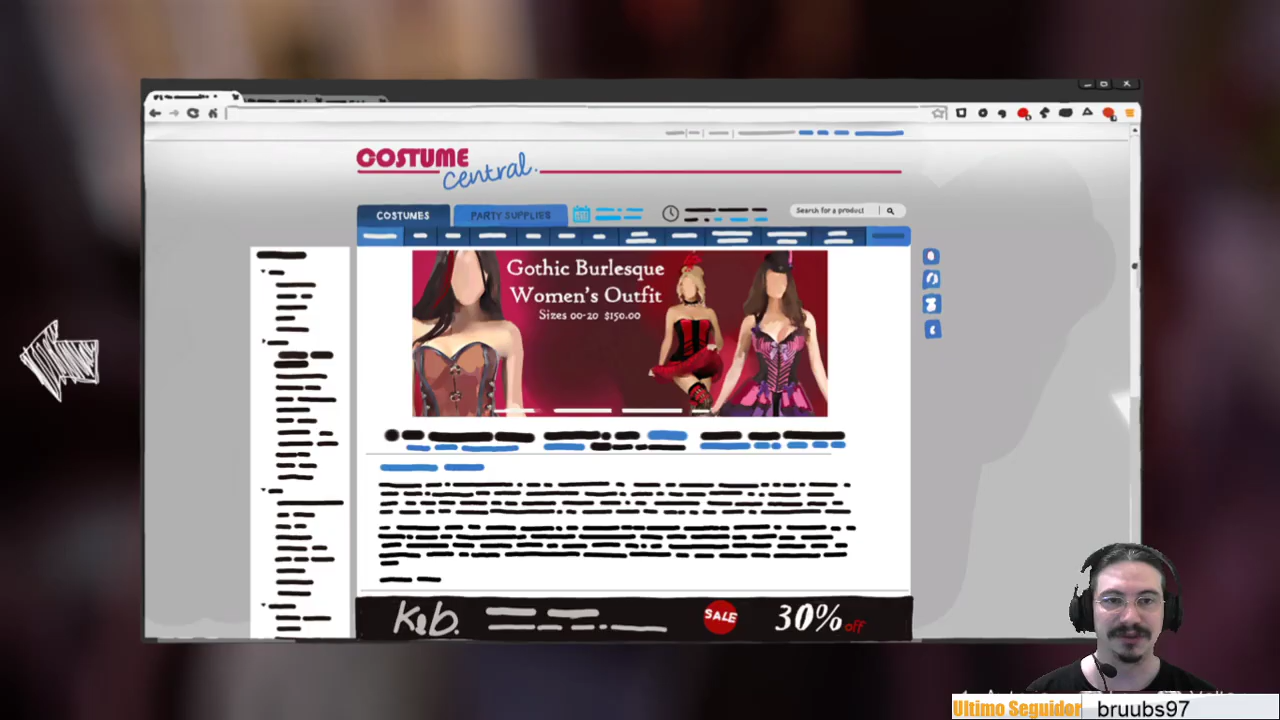 COSTUME
central.
COSTUMES
PARTY SUPPLIES
Search for a product
Gothic Burlesque
Women's Outfit
Sizes 00-20 $150.00
K&b.
SALE
30% off
Ultimo Seguidor
bruubs97